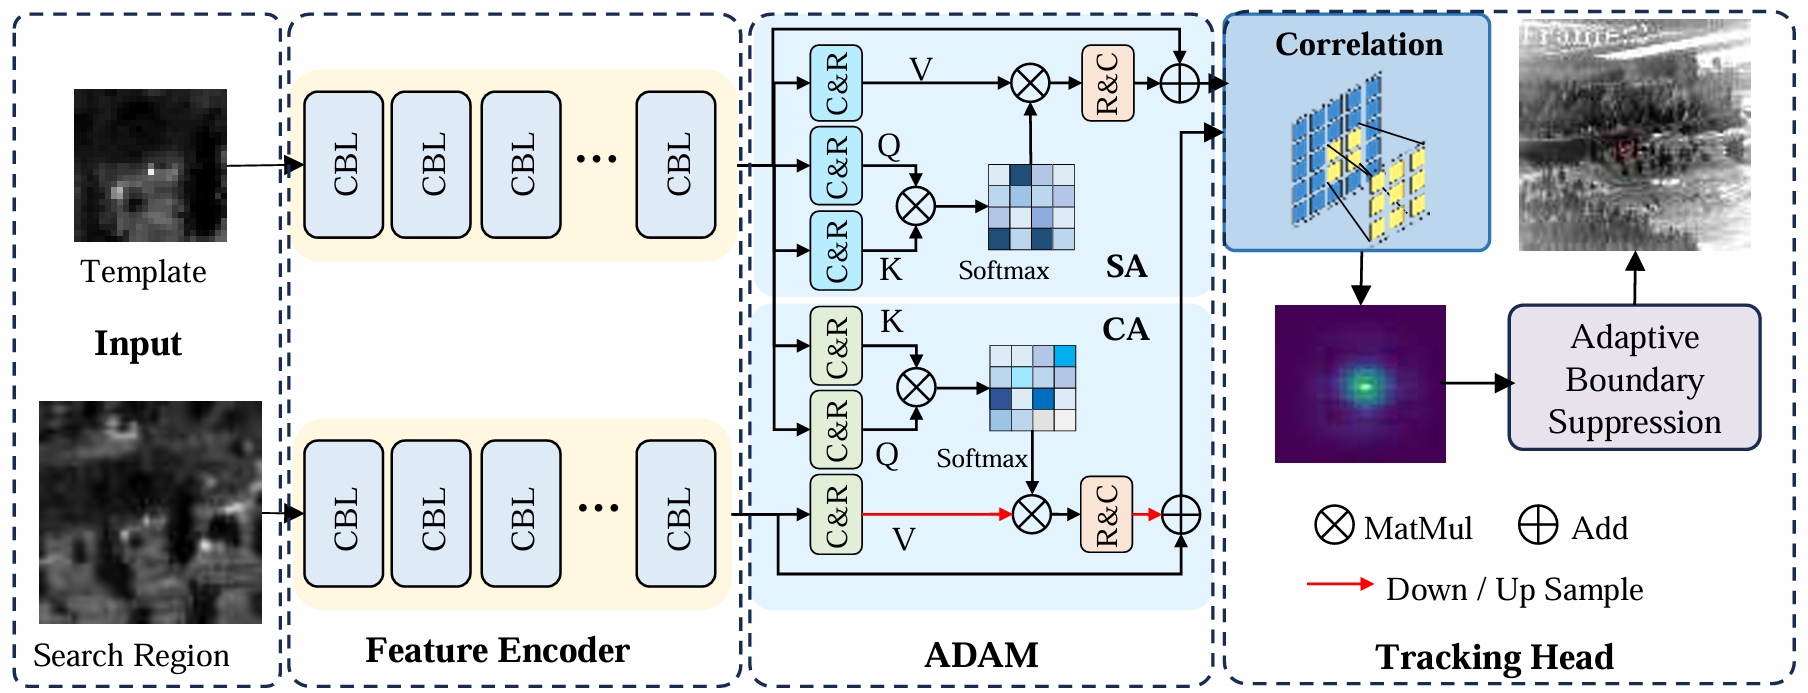 Template
Input
Search Region
CBL
CBL
CBL
...
CBL
CBL
CBL
CBL
...
CBL
Feature Encoder
C&R
V
R&C
C&R
Q
C&R
K
Softmax
SA
C&R
K
CA
C&R
Q
Softmax
C&R
V
R&C
ADAM
Correlation
Adaptive
Boundary
Suppression
MatMul
Add
Down / Up Sample
Tracking Head